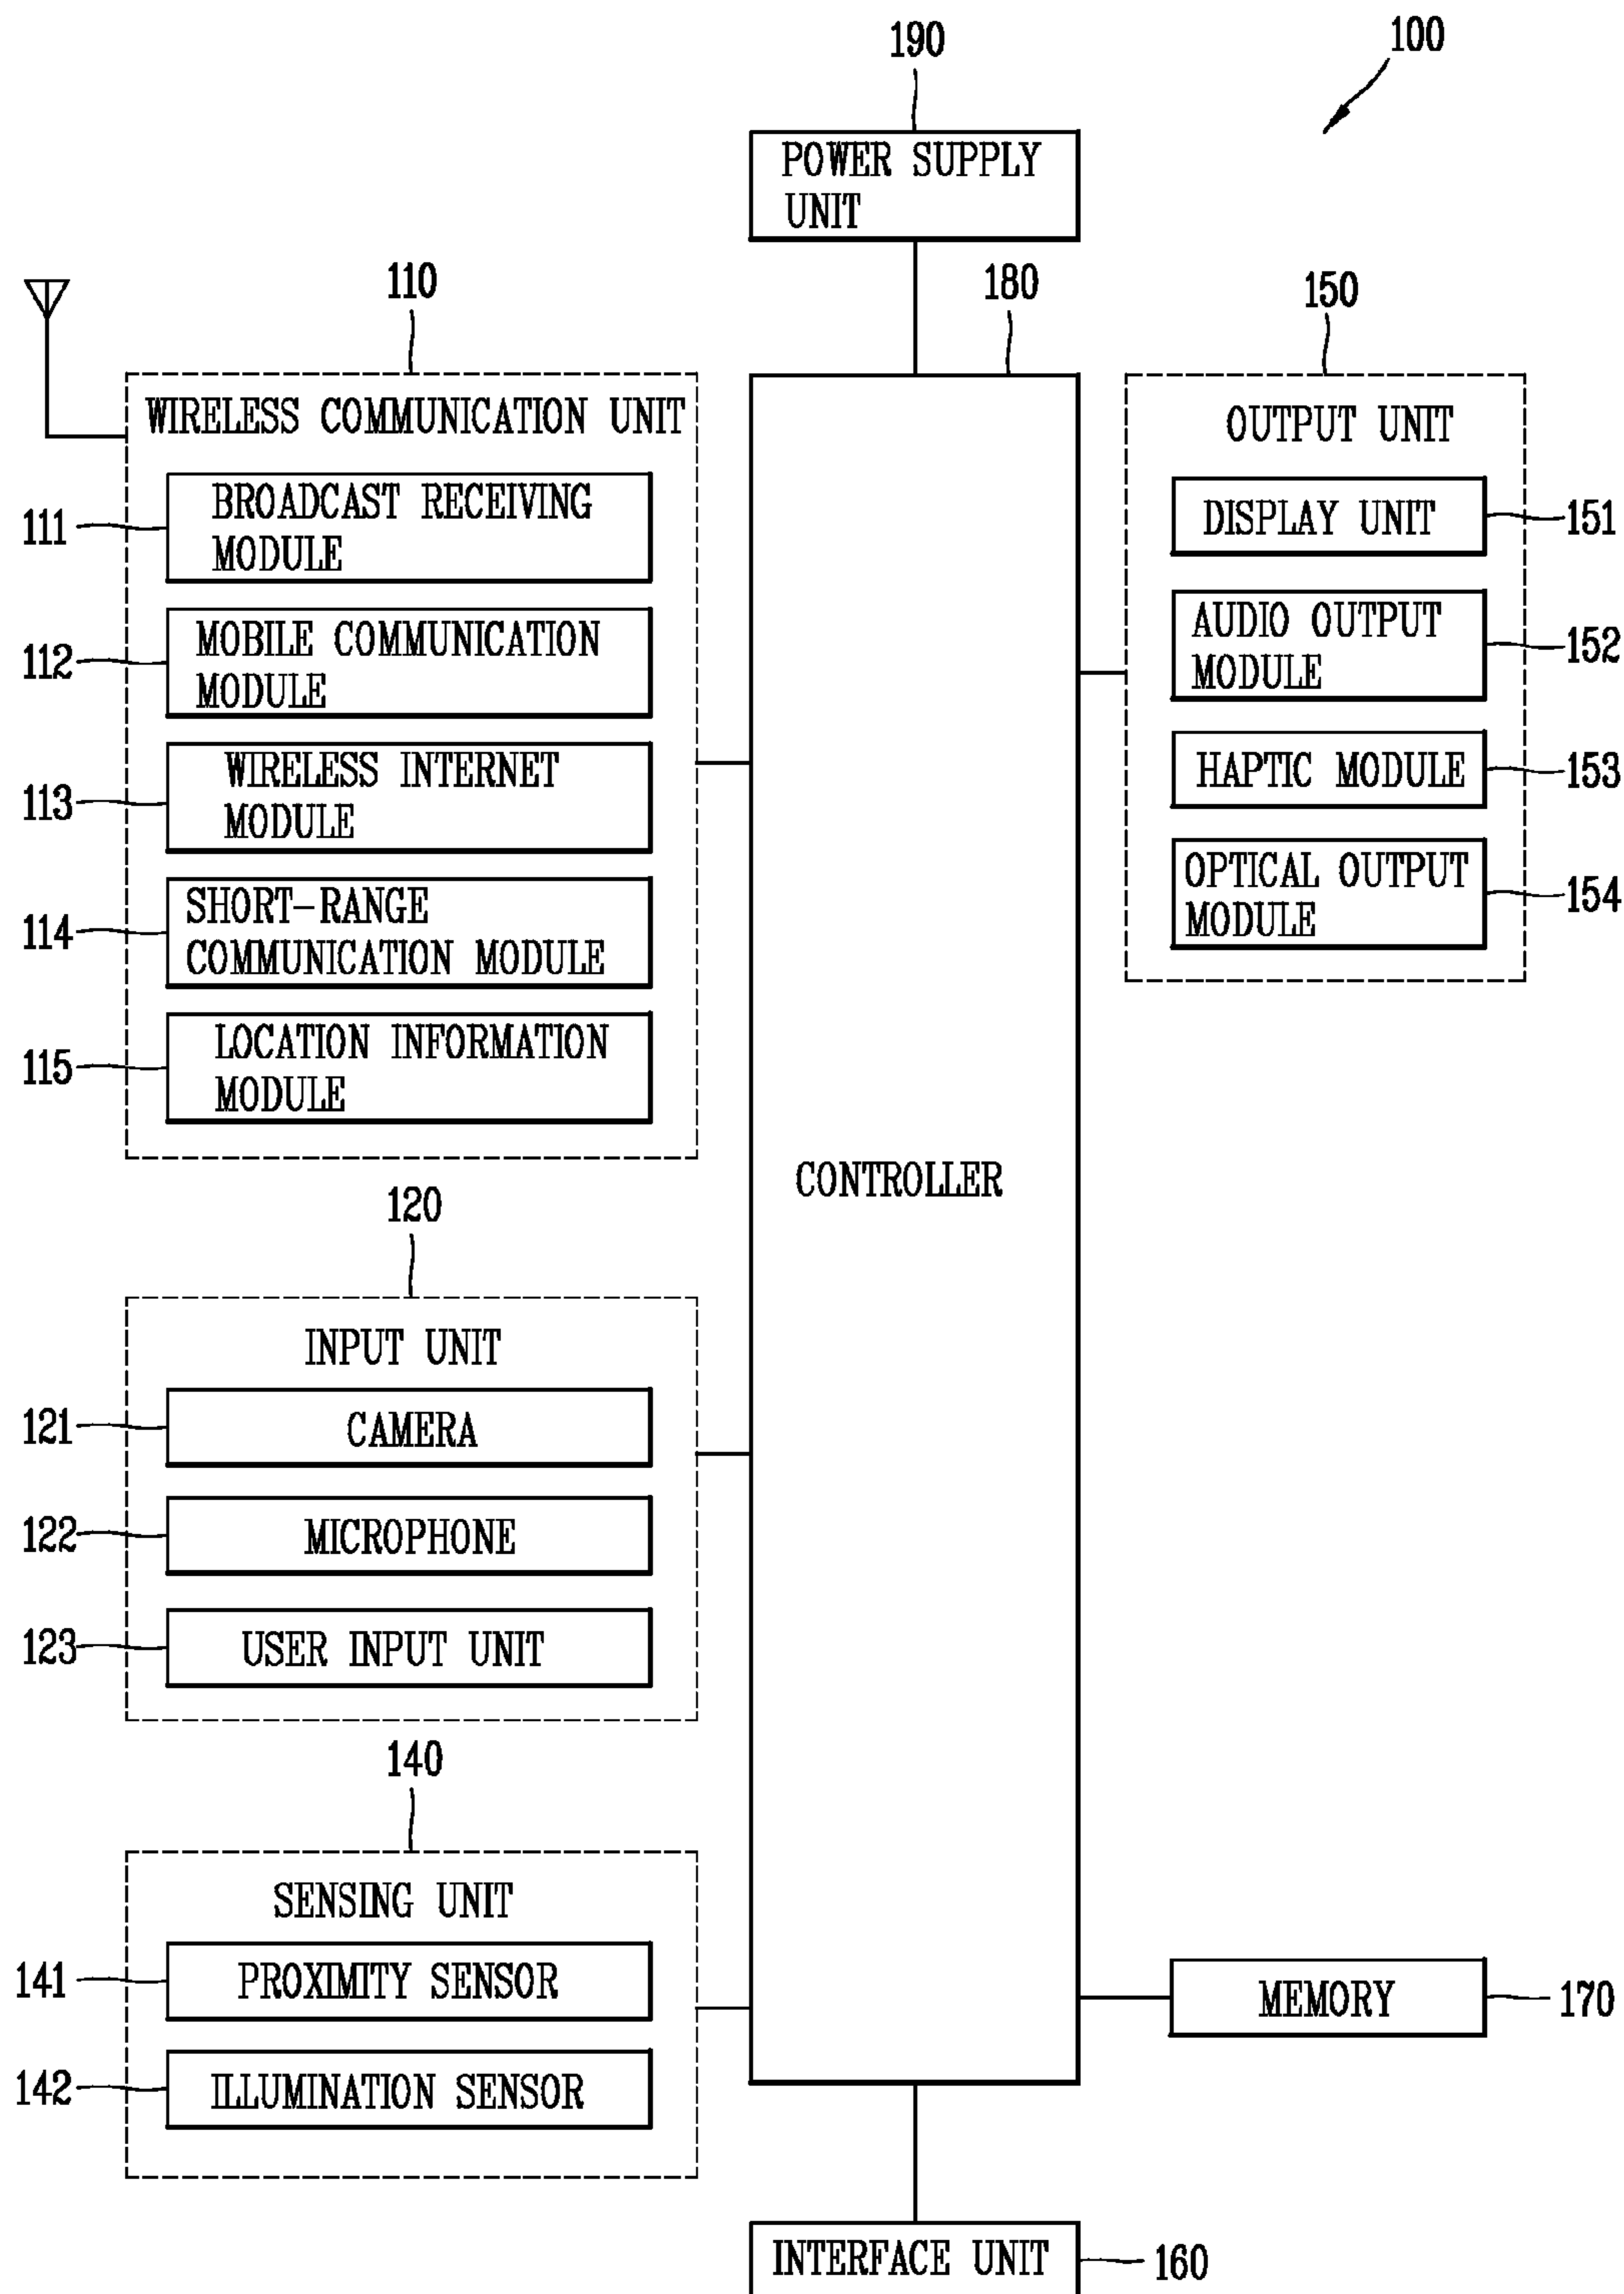 190
100
POWER SUPPLY
UNIT
110
180
150
WIRELESS COMMUNICATION UNIT
111
BROADCAST RECEIVING
MODULE
112
MOBILE COMMUNICATION
MODULE
113
WIRELESS INTERNET
MODULE
114
SHORT-RANGE
COMMUNICATION MODULE
115
LOCATION INFORMATION
MODULE
120
INPUT UNIT
121
CAMERA
122
MICROPHONE
123
USER INPUT UNIT
140
SENSING UNIT
141
PROXIMITY SENSOR
142
ILLUMINATION SENSOR
CONTROLLER
OUTPUT UNIT
DISPLAY UNIT
151
AUDIO OUTPUT
MODULE
152
HAPTIC MODULE
153
OPTICAL OUTPUT
MODULE
154
MEMORY
170
INTERFACE UNIT
160